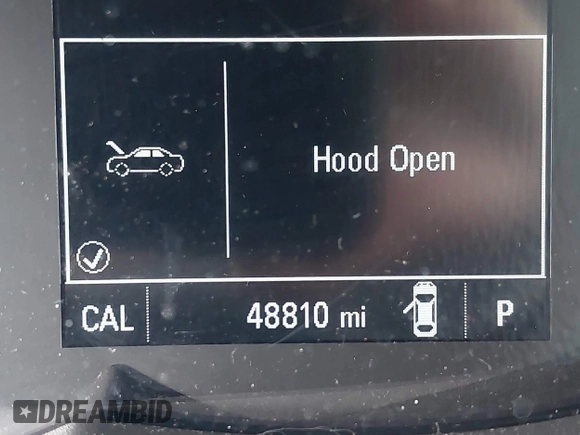 Hood Open
CAL 48810 mi P
DREAMBID